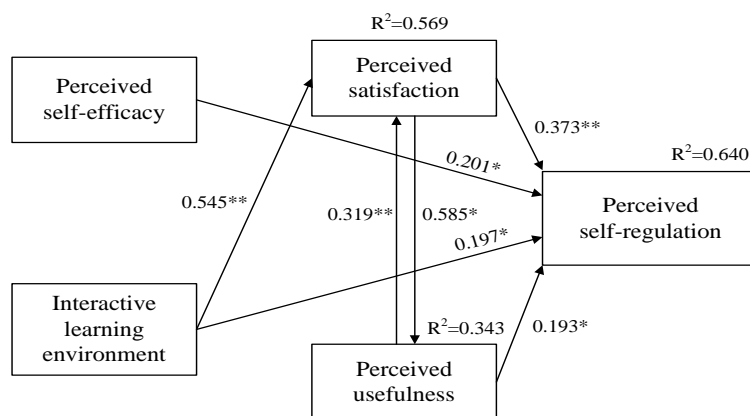 R²=0.569
Perceived
satisfaction
Perceived
self-efficacy
0.373**
R²=0.640
0.201*
0.545**
0.319**
0.585*
Perceived
self-regulation
0.197*
Interactive
learning
environment
R²=0.343
0.193*
Perceived
usefulness